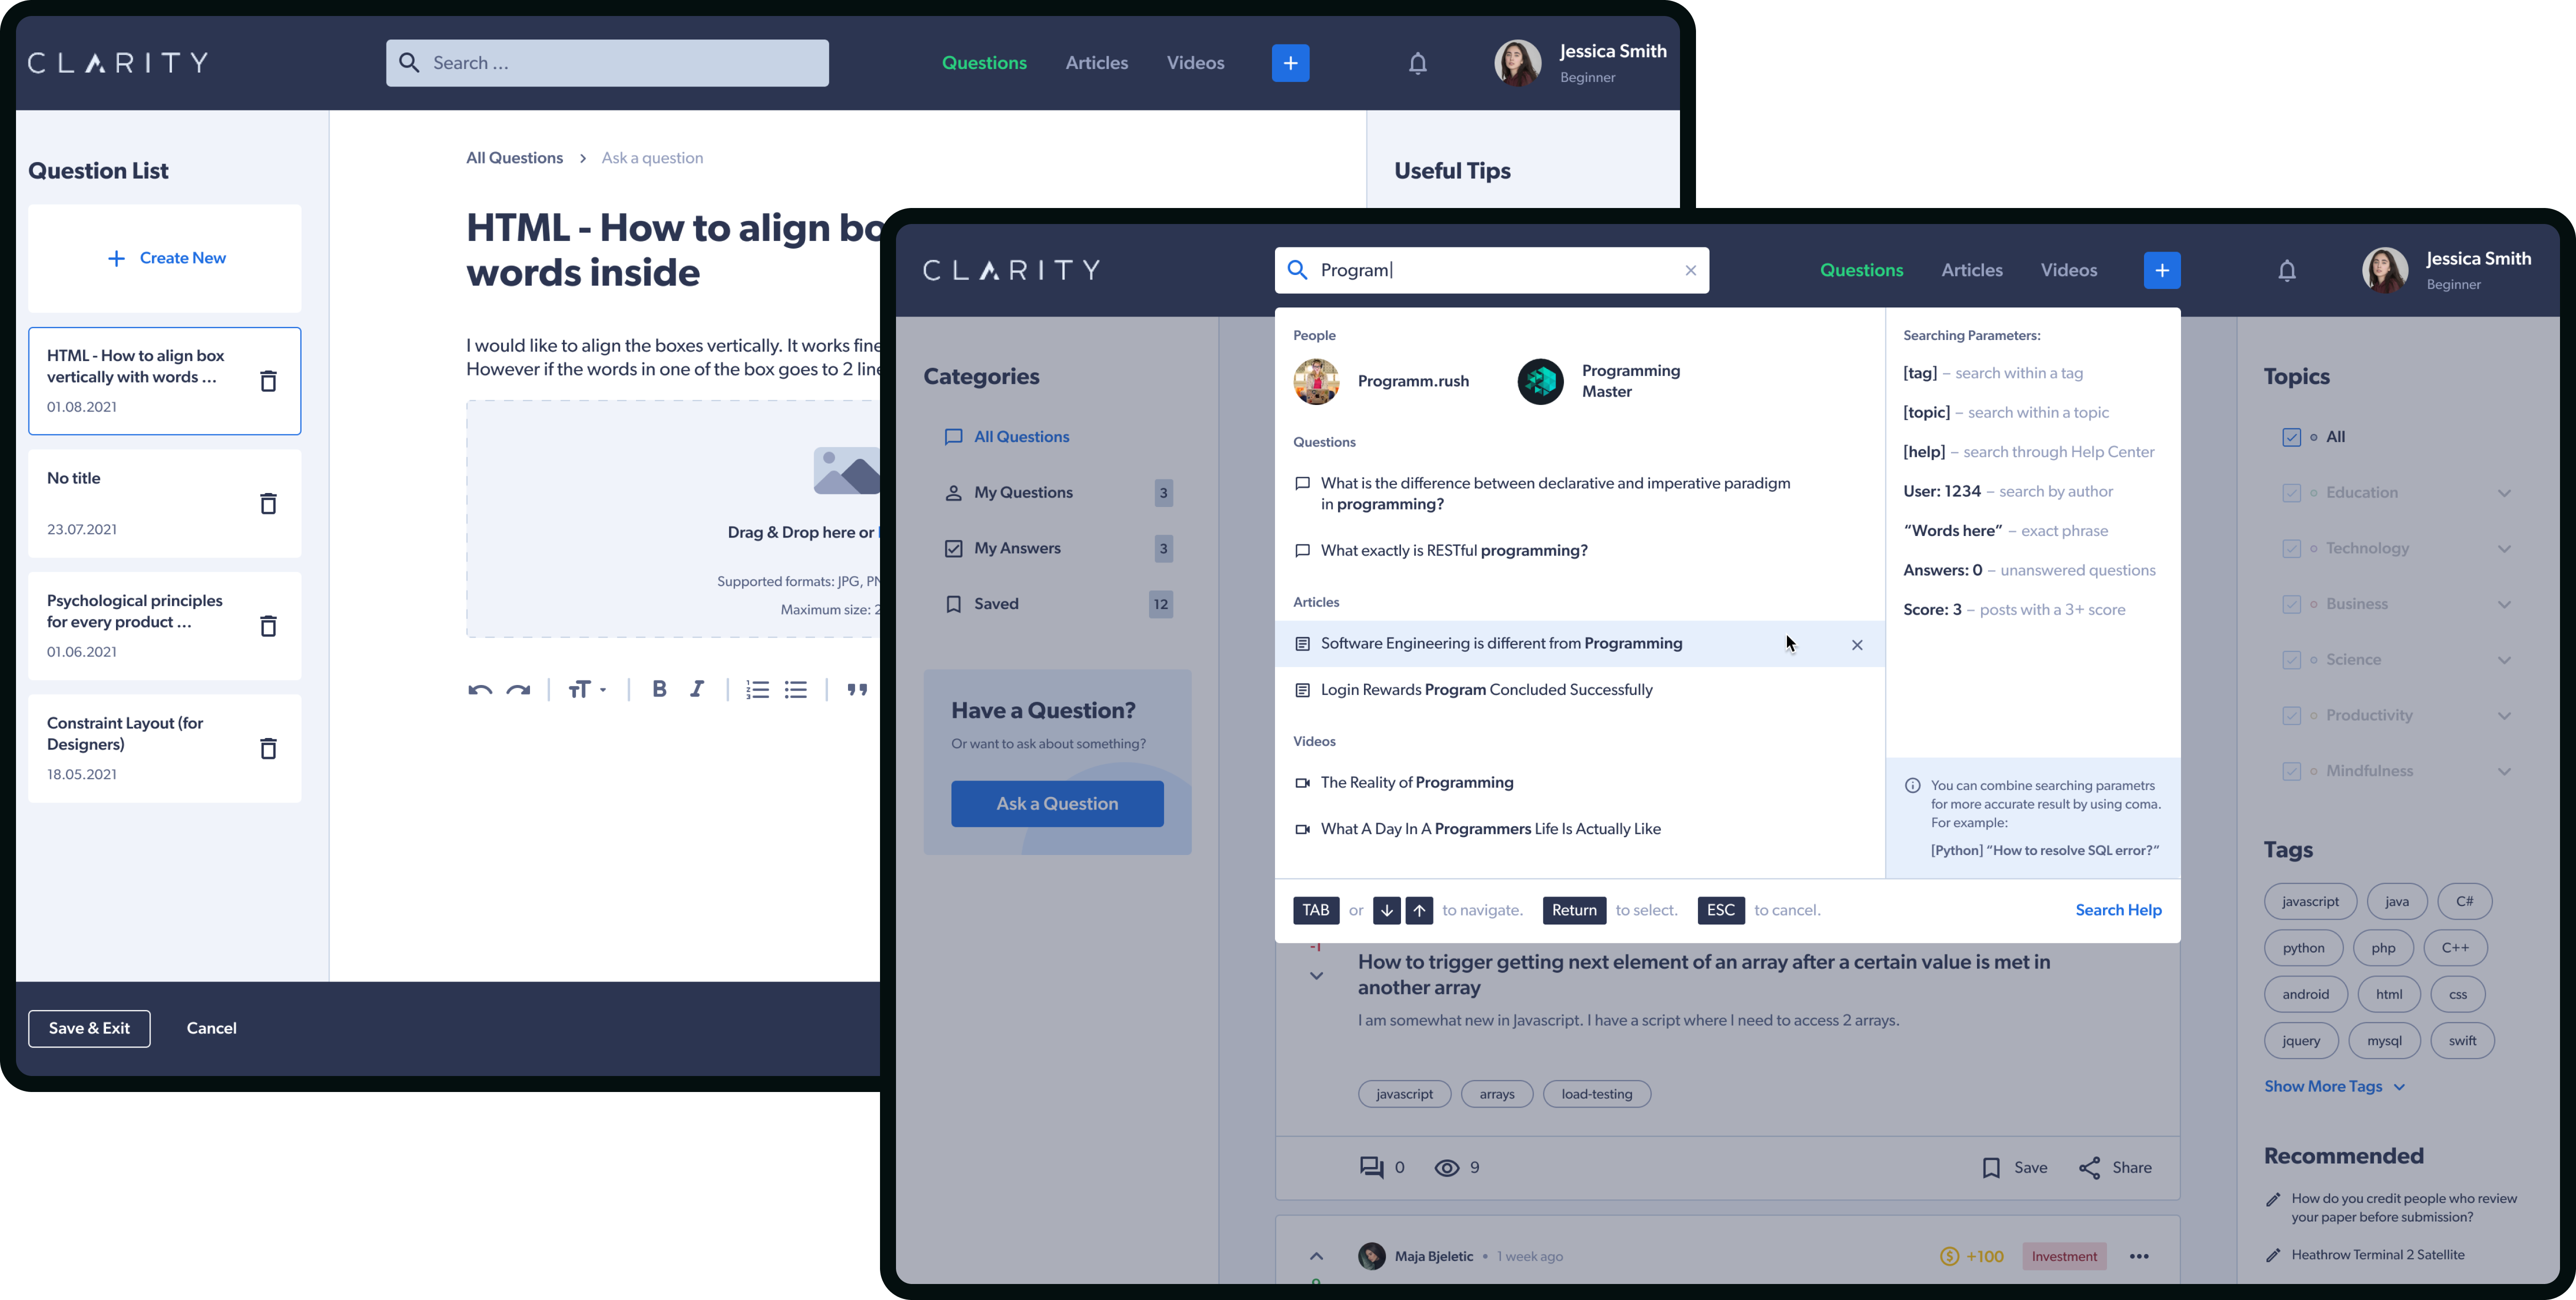 CLARITY
Search ...
Questions
Articles
Videos
+
Jessica Smith
Beginner
Question List
Create New
HTML - How to align box
vertically with words ...
01.08.2021
No title
23.07.2021
Psychological principles
for every product ...
01.06.2021
Constraint Layout (for
Designers)
18.05.2021
All Questions > Ask a question
HTML - How to align bo
words inside
I would like to align the boxes vertically. It works fine
However if the words in one of the box goes to 2 line
Drag & Drop here or
Supported formats: JPG, PN
Maximum size: 2
B I
Useful Tips
Save & Exit
Cancel
CLARITY
Program
Questions
Articles
Videos
+
Jessica Smith
Beginner
Categories
All Questions
My Questions 3
My Answers 3
Saved 12
Have a Question?
Or want to ask about something?
Ask a Question
People
Programm.rush
Programming
Master
Questions
What is the difference between declarative and imperative paradigm
in programming?
What exactly is RESTful programming?
Articles
Software Engineering is different from Programming
Login Rewards Program Concluded Successfully
Videos
The Reality of Programming
What A Day In A Programmers Life Is Actually Like
Searching Parameters:
[tag] – search within a tag
[topic] – search within a topic
[help] – search through Help Center
User: 1234 – search by author
“Words here” – exact phrase
Answers: 0 – unanswered questions
Score: 3 – posts with a 3+ score
You can combine searching parametrs
for more accurate result by using coma.
For example:
[Python] “How to resolve SQL error?”
TAB or ↓ ↑ to navigate. Return to select. ESC to cancel.
Search Help
-1
How to trigger getting next element of an array after a certain value is met in
another array
I am somewhat new in Javascript. I have a script where I need to access 2 arrays.
javascript
arrays
load-testing
0
9
Save
Share
Maja Bjeletic • 1 week ago
+100
Investment
Topics
All
Education
Technology
Business
Science
Productivity
Mindfulness
Tags
javascript
java
C#
python
php
C++
android
html
css
jquery
mysql
swift
Show More Tags
Recommended
How do you credit people who review
your paper before submission?
Heathrow Terminal 2 Satellite